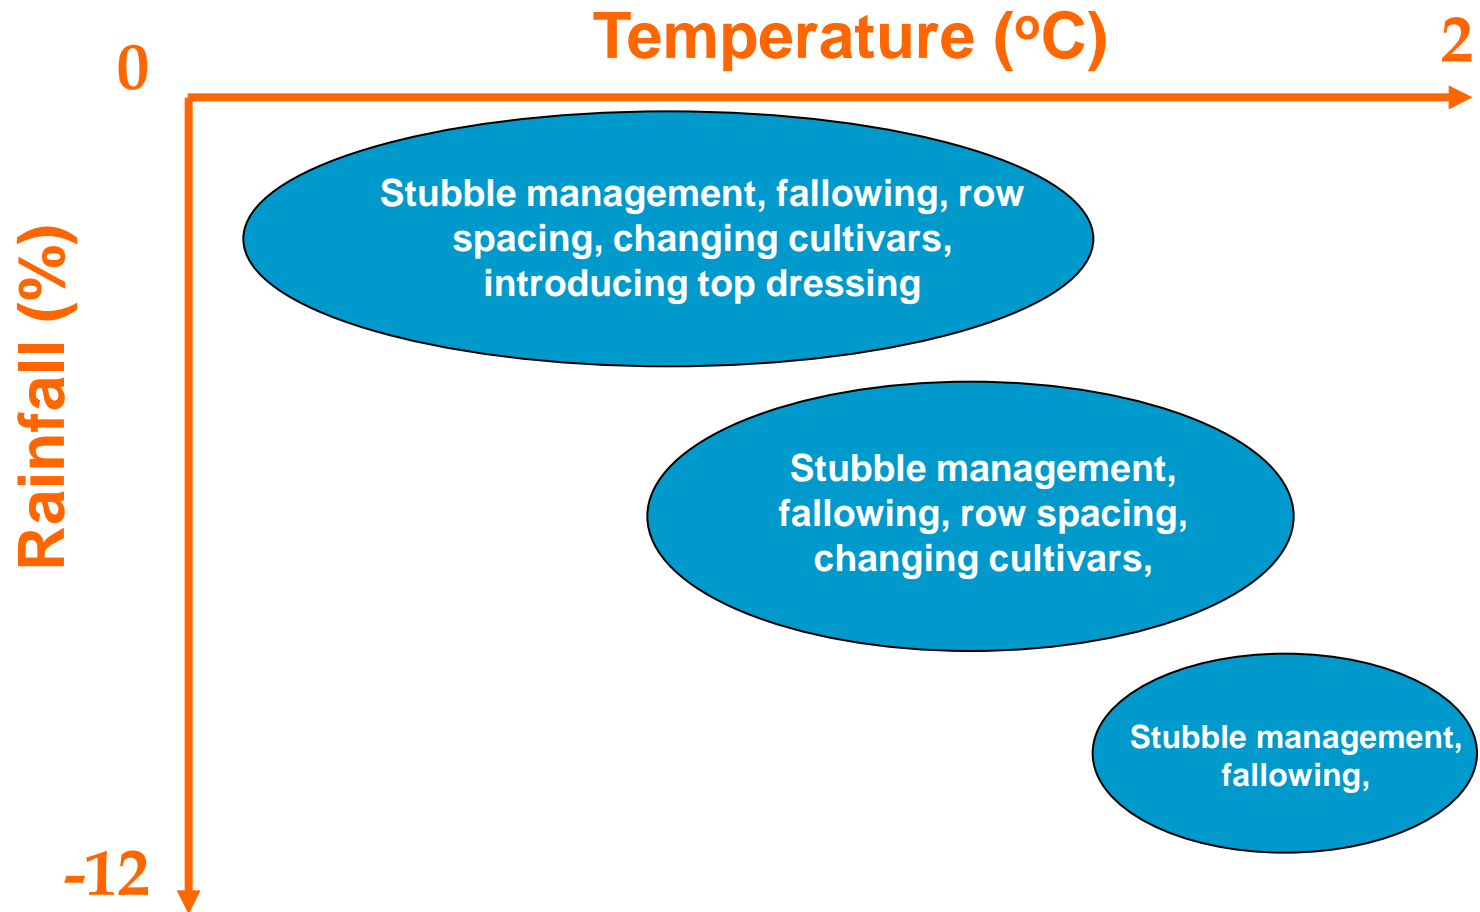 Temperature (°C)
0
2
Rainfall (%)
Stubble management, fallowing, row
spacing, changing cultivars,
introducing top dressing
Stubble management,
fallowing, row spacing,
changing cultivars,
Stubble management,
fallowing,
-12